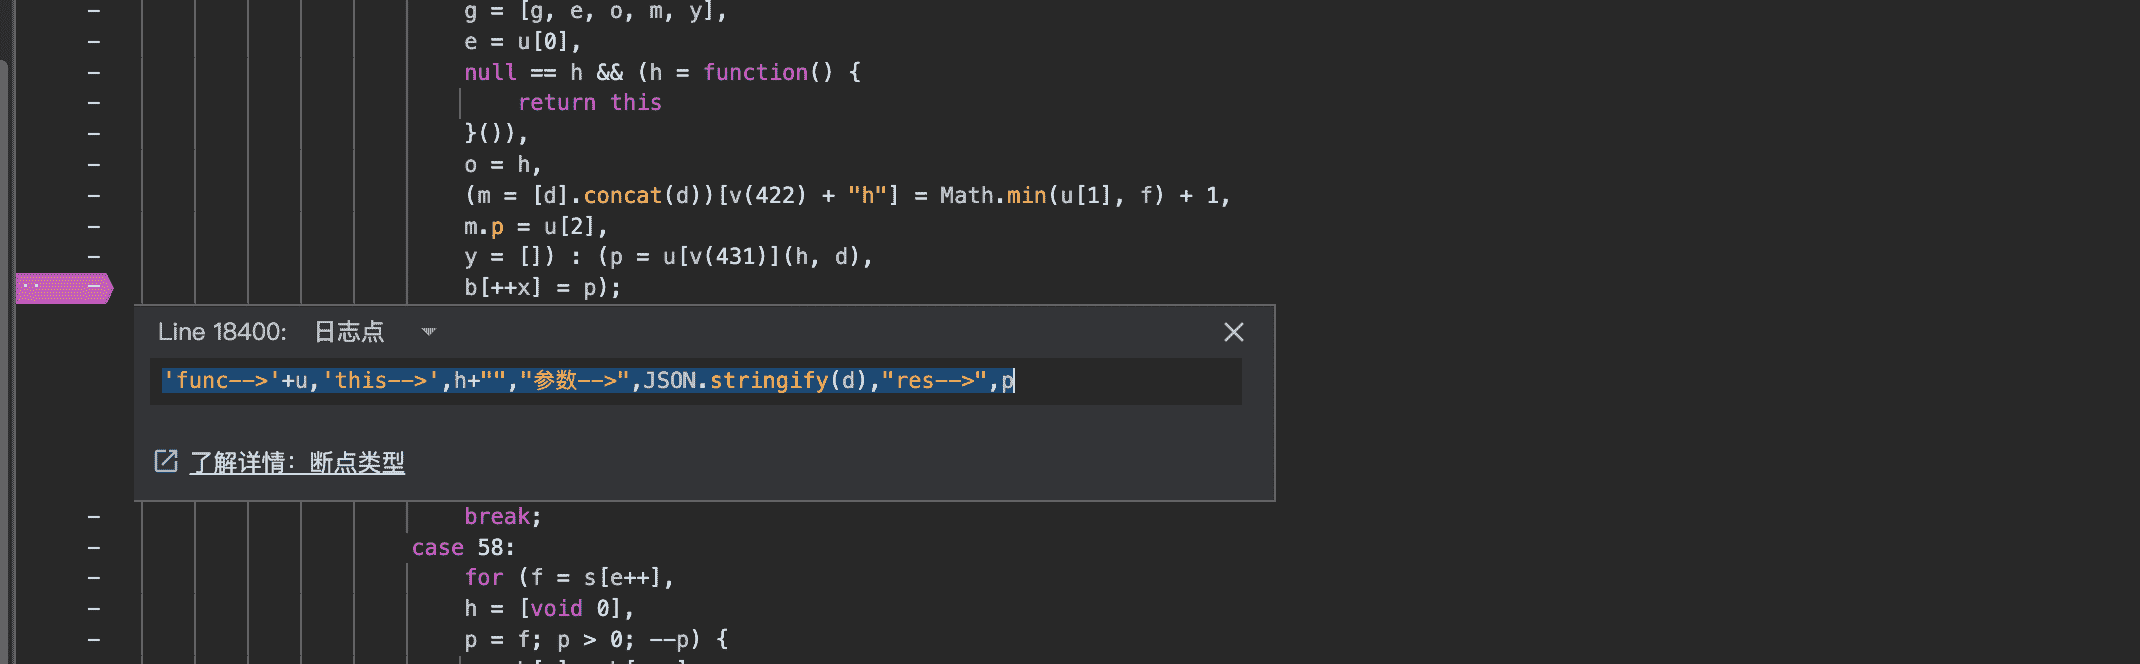 g = [g, e, o, m, y],
e = u[0],
null == h && (h = function() {
return this
}()),
o = h,
(m = [d].concat(d))[v(422) + "h"] = Math.min(u[1], f) + 1,
m.p = u[2],
y = []) : (p = u[v(431)](h, d),
b[++x] = p);
Line 18400: 日志点
'func-->'+u,'this-->',h+"","参数-->",JSON.stringify(d),"res-->",p
了解详情：断点类型
break;
case 58:
for (f = s[e++],
h = [void 0],
p = f; p > 0; --p) {